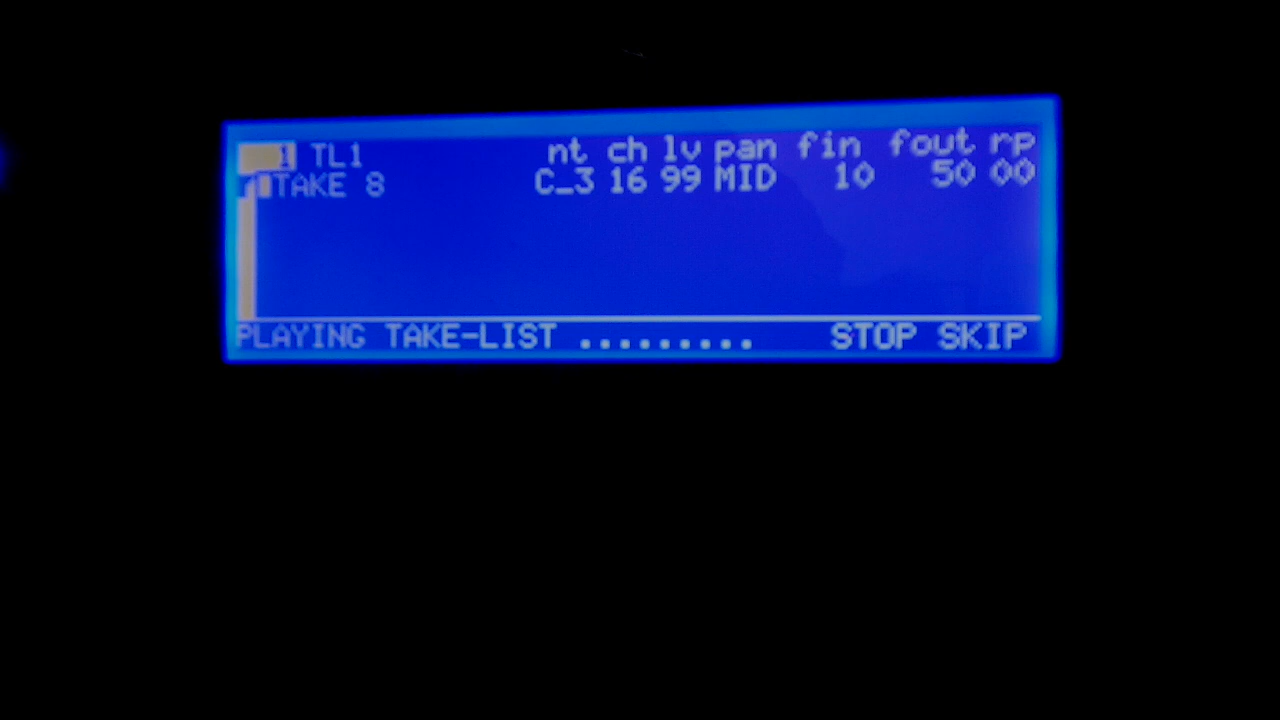 1 TL1 nt ch lv pan fin fout rp
TAKE 8 C_3 16 99 MID 10 50 00
PLAYING TAKE-LIST ......... STOP SKIP